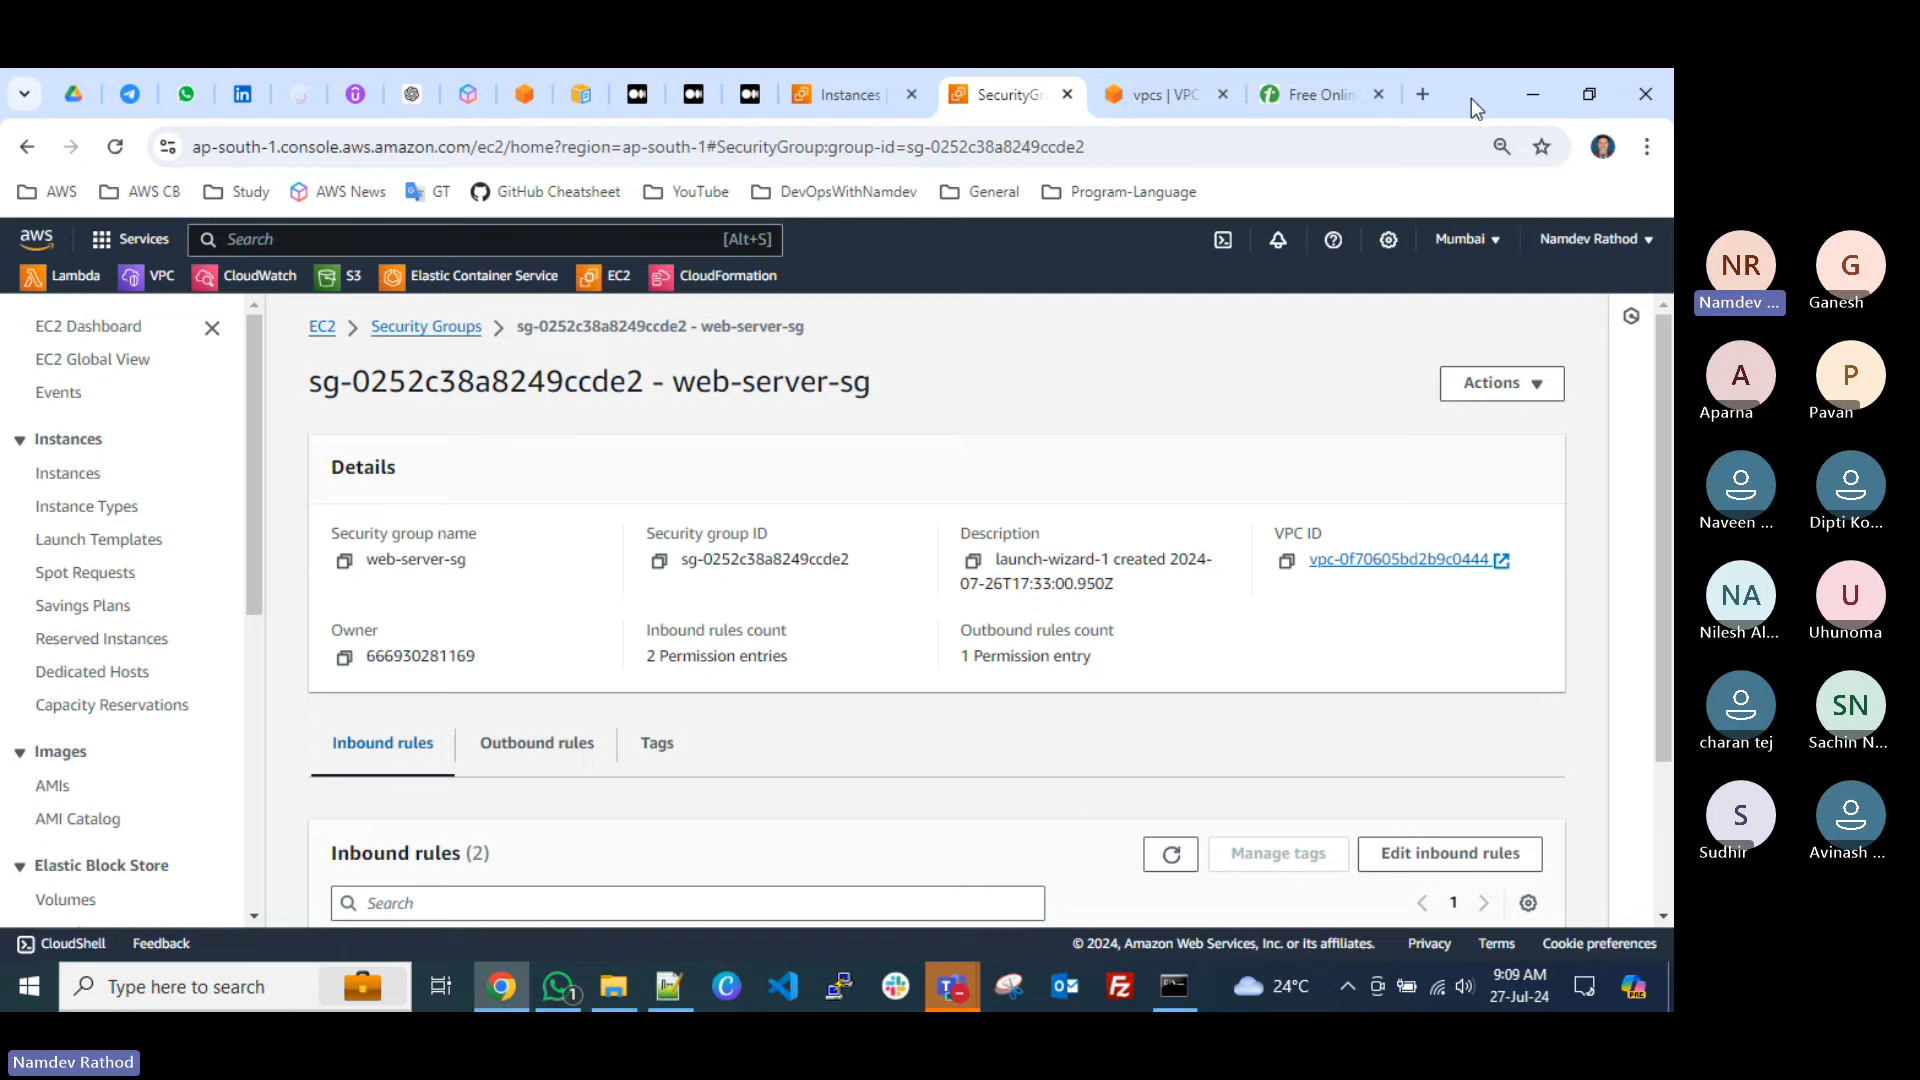 Instances
SecurityGr
vpcs | VPC
Free Onlin
ap-south-1.console.aws.amazon.com/ec2/home?region=ap-south-1#SecurityGroup:group-id=sg-0252c38a8249ccde2
AWS
AWS CB
Study
AWS News
GT
GitHub Cheatsheet
YouTube
DevOpsWithNamdev
General
Program-Language
aws
Services
Search
[Alt+S]
Mumbai
Namdev Rathod
Lambda
VPC
CloudWatch
S3
Elastic Container Service
EC2
CloudFormation
EC2 Dashboard
EC2 Global View
Events
Instances
Instances
Instance Types
Launch Templates
Spot Requests
Savings Plans
Reserved Instances
Dedicated Hosts
Capacity Reservations
Images
AMIs
AMI Catalog
Elastic Block Store
Volumes
EC2 > Security Groups > sg-0252c38a8249ccde2 - web-server-sg
sg-0252c38a8249ccde2 - web-server-sg
Actions
Details
Security group name
web-server-sg
Security group ID
sg-0252c38a8249ccde2
Description
launch-wizard-1 created 2024-
07-26T17:33:00.950Z
VPC ID
vpc-0f70605bd2b9c0444
Owner
666930281169
Inbound rules count
2 Permission entries
Outbound rules count
1 Permission entry
Inbound rules
Outbound rules
Tags
Inbound rules (2)
Manage tags
Edit inbound rules
Search
1
CloudShell
Feedback
© 2024, Amazon Web Services, Inc. or its affiliates.
Privacy
Terms
Cookie preferences
Type here to search
1
24°C
9:09 AM
27-Jul-24
PRE
NR
Namdev ...
G
Ganesh
A
Aparna
P
Pavan
Naveen ...
Dipti Ko...
NA
Nilesh Al...
U
Uhunoma
charan tej
SN
Sachin N...
S
Sudhir
Avinash ...
Namdev Rathod